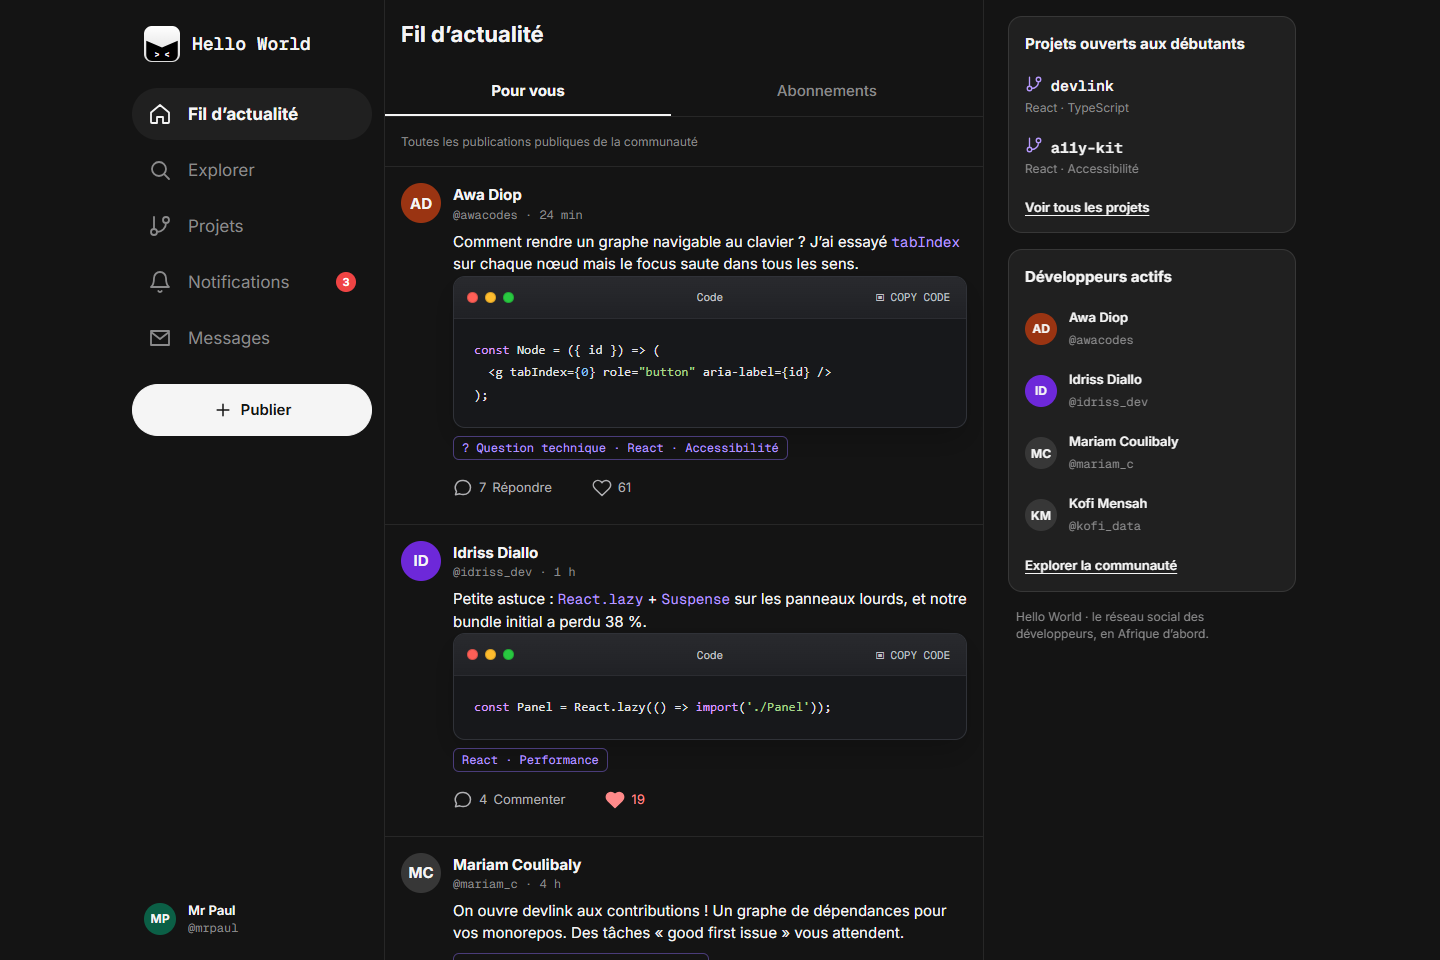 Hello World
Fil d’actualité
Explorer
Projets
Notifications
3
Messages
+ Publier
MP
Mr Paul
@mrpaul
Fil d’actualité
Pour vous
Abonnements
Toutes les publications publiques de la communauté
AD
Awa Diop
@awacodes · 24 min
Comment rendre un graphe navigable au clavier ? J’ai essayé tabIndex
sur chaque nœud mais le focus saute dans tous les sens.
Code
COPY CODE
const Node = ({ id }) => (
<g tabIndex={0} role="button" aria-label={id} />
);
? Question technique · React · Accessibilité
7 Répondre
61
ID
Idriss Diallo
@idriss_dev · 1 h
Petite astuce : React.lazy + Suspense sur les panneaux lourds, et notre
bundle initial a perdu 38 %.
Code
COPY CODE
const Panel = React.lazy(() => import('./Panel'));
React · Performance
4 Commenter
19
MC
Mariam Coulibaly
@mariam_c · 4 h
On ouvre devlink aux contributions ! Un graphe de dépendances pour
vos monorepos. Des tâches « good first issue » vous attendent.
Projets ouverts aux débutants
devlink
React · TypeScript
a11y-kit
React · Accessibilité
Voir tous les projets
Développeurs actifs
AD
Awa Diop
@awacodes
ID
Idriss Diallo
@idriss_dev
MC
Mariam Coulibaly
@mariam_c
KM
Kofi Mensah
@kofi_data
Explorer la communauté
Hello World · le réseau social des
développeurs, en Afrique d’abord.